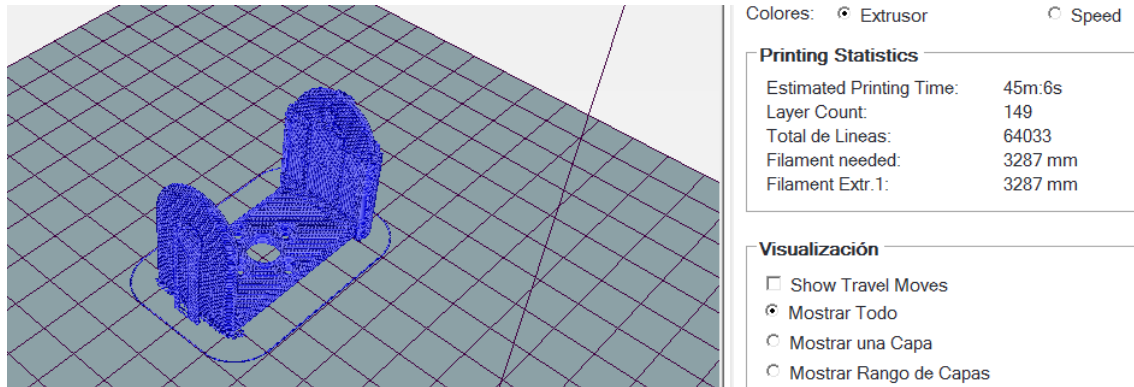 Colores: Extrusor Speed
Printing Statistics
Estimated Printing Time: 45m:6s
Layer Count: 149
Total de Lineas: 64033
Filament needed: 3287 mm
Filament Extr.1: 3287 mm
Visualización
Show Travel Moves
Mostrar Todo
Mostrar una Capa
Mostrar Rango de Capas